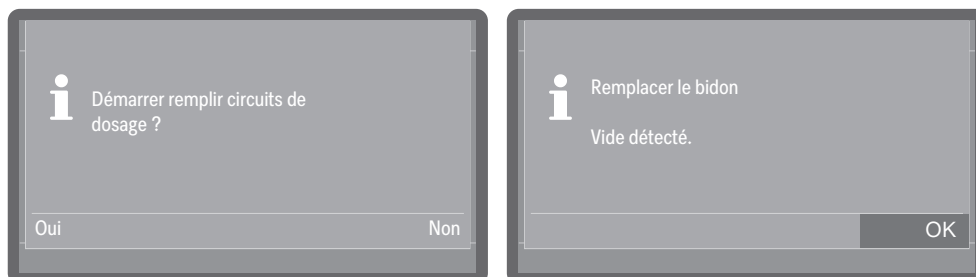 Démarrer remplir circuits de
dosage ?
Oui
Non
Remplacer le bidon
Vide détecté.
OK